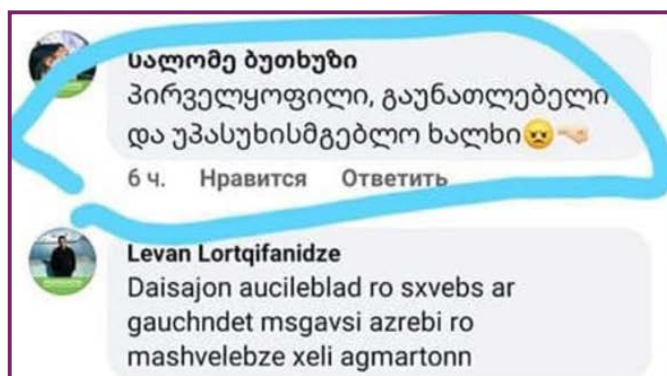 სალომე ბუთხუზი
პირველყოფილი, გაუნათლებელი
და უპასუხისმგებლო ხალხი😠🤜🏻
6 ч. Нравится Ответить
Levan Lortqifanidze
Daisajon aucileblad ro sxvebs ar
gauchndet msgavsi azrebi ro
mashvelebze xeli agmartonn